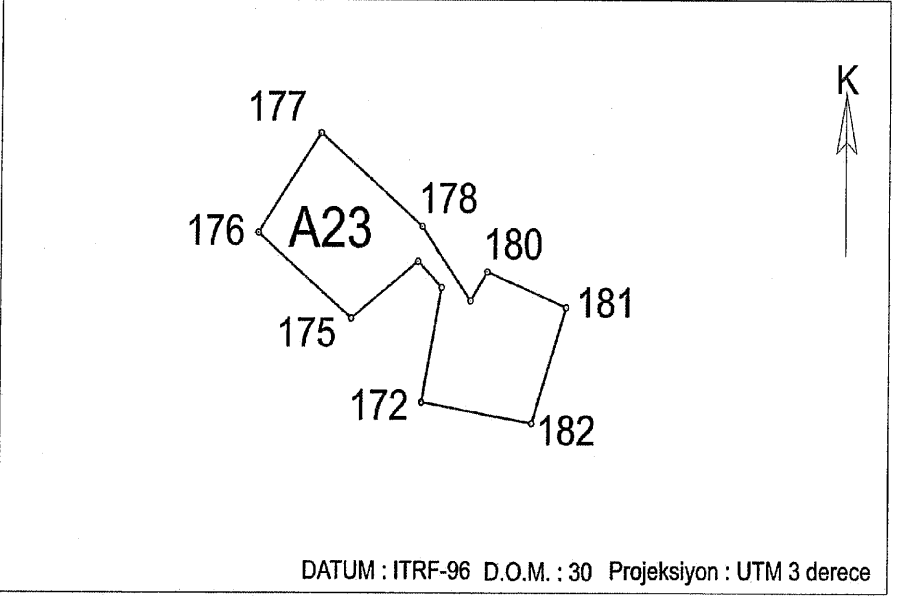 K
177
178
176
A23
180
181
175
172
182
DATUM : ITRF-96 D.O.M. : 30 Projeksiyon : UTM 3 derece